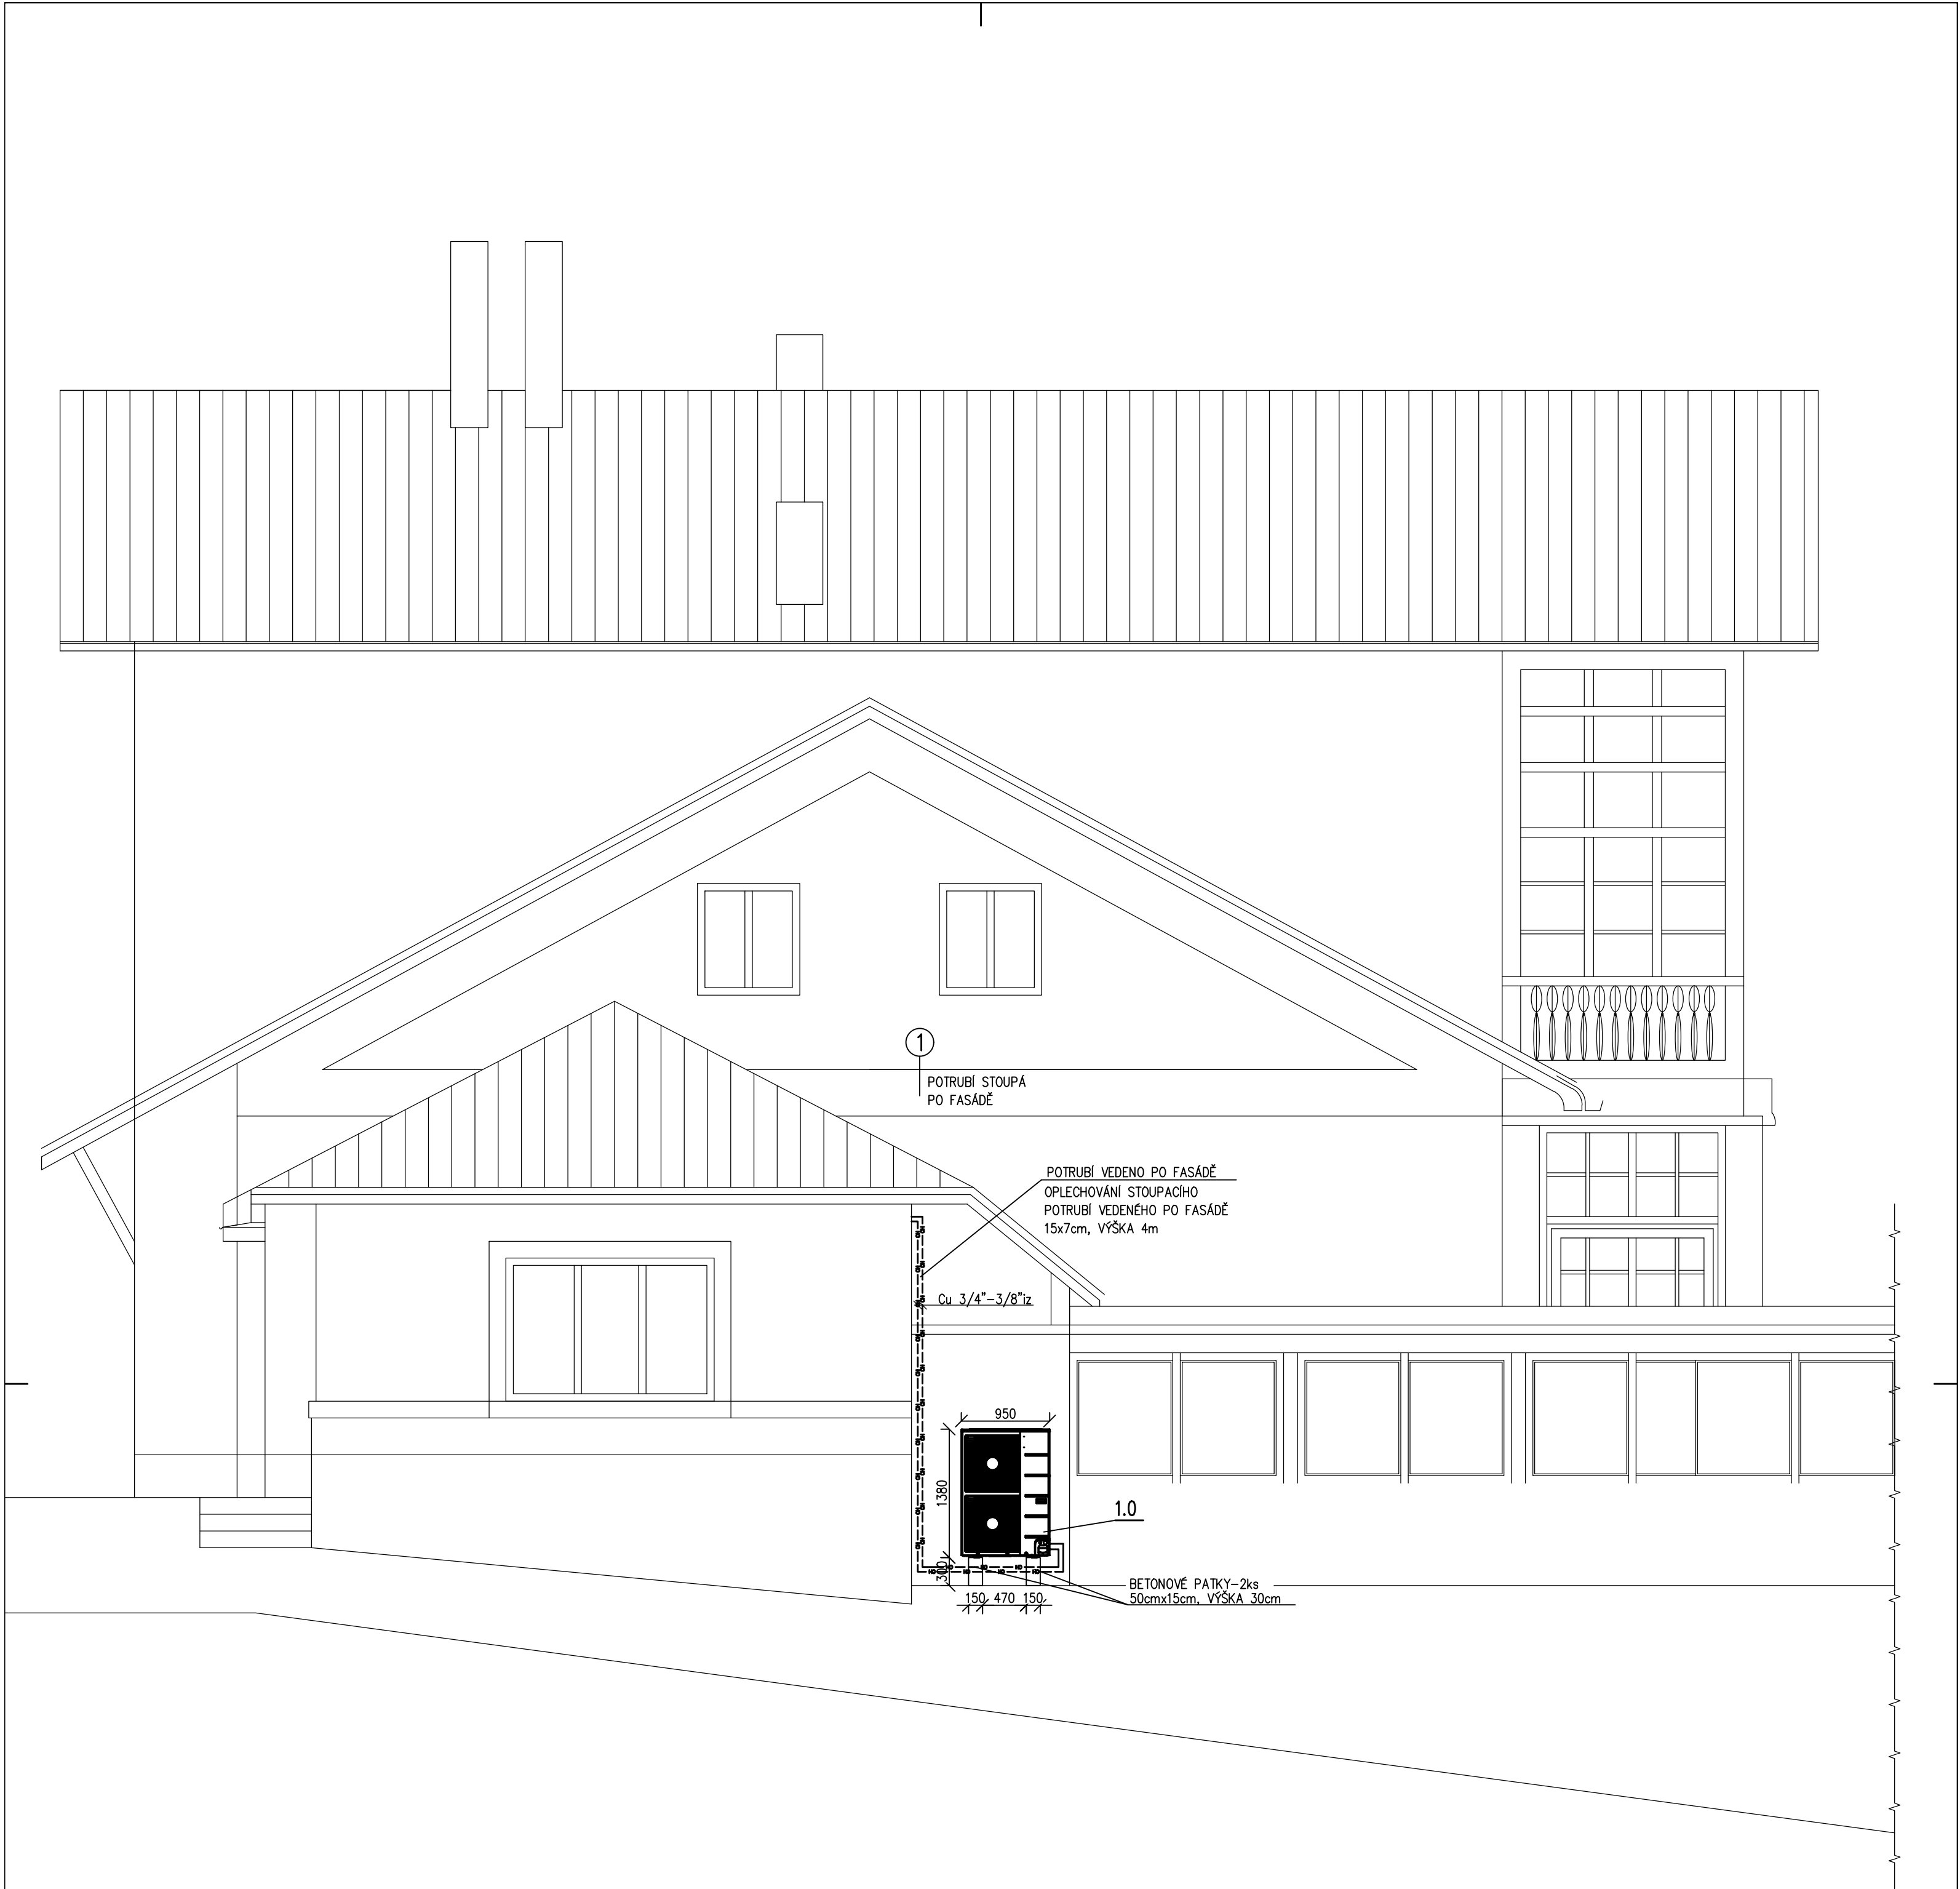 1
POTRUBÍ STOUPÁ
PO FASÁDĚ
POTRUBÍ VEDENO PO FASÁDĚ
OPLECHOVÁNÍ STOUPACÍHO
POTRUBÍ VEDENÉHO PO FASÁDĚ
15x7cm, VÝŠKA 4m
Cu 3/4"-3/8"iz
950
1380
1.0
300
BETONOVÉ PATKY-2ks
50cmx15cm, VÝŠKA 30cm
150 470 150